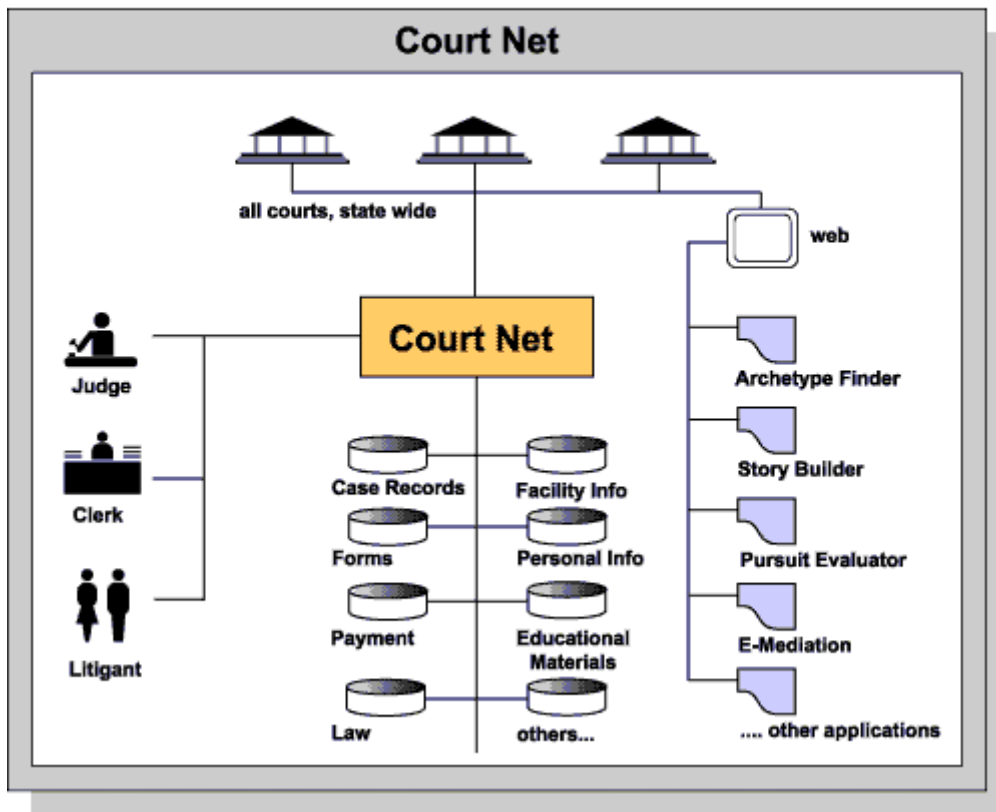 Court Net
all courts, state wide
web
Court Net
Judge
Clerk
Litigant
Case Records
Facility Info
Forms
Personal Info
Payment
Educational
Materials
Law
others...
Archetype Finder
Story Builder
Pursuit Evaluator
E-Mediation
.... other applications